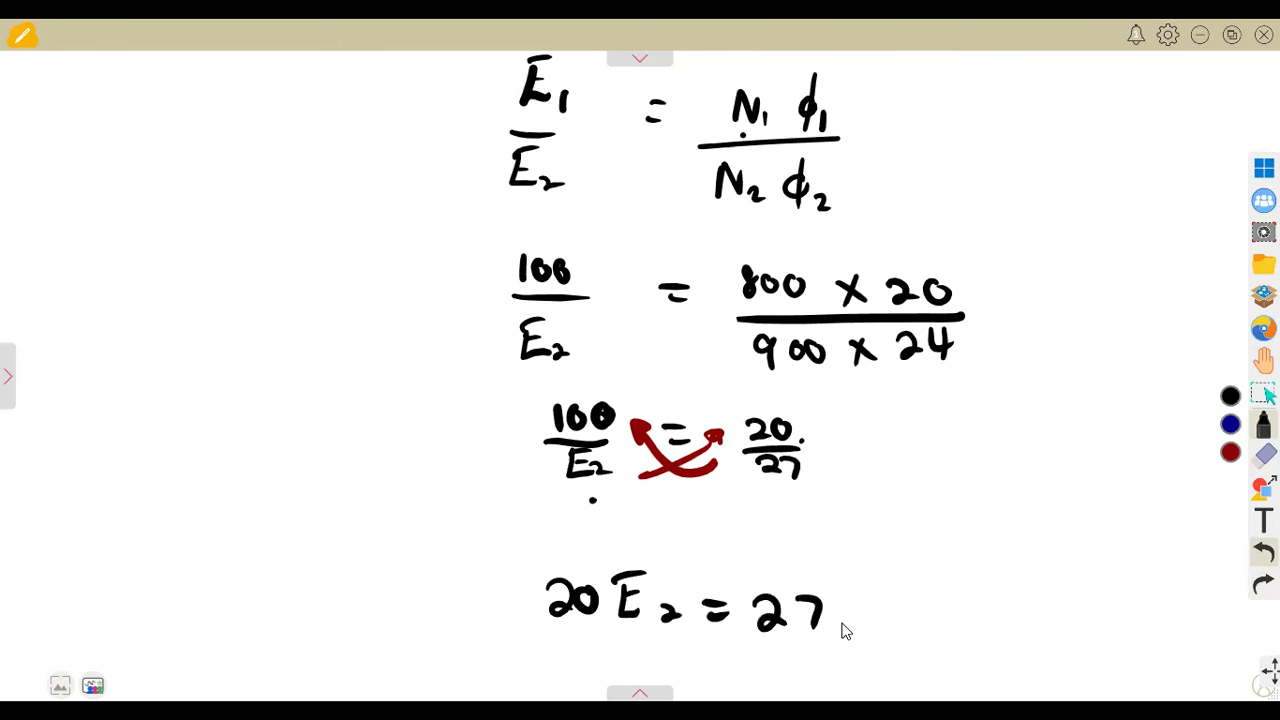 E₁/E₂ = N₁ ϕ₁/N₂ ϕ₂
100/E₂ = 800 × 20/900 × 24
100/E₂ = 20/27
20 E₂ = 27